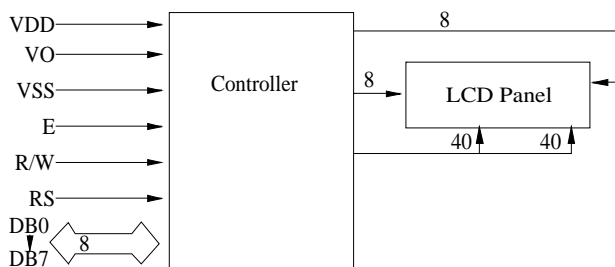 VDD
VO
VSS
E
R/W
RS
DB0
DB7
8
Controller
8
8
LCD Panel
40
40